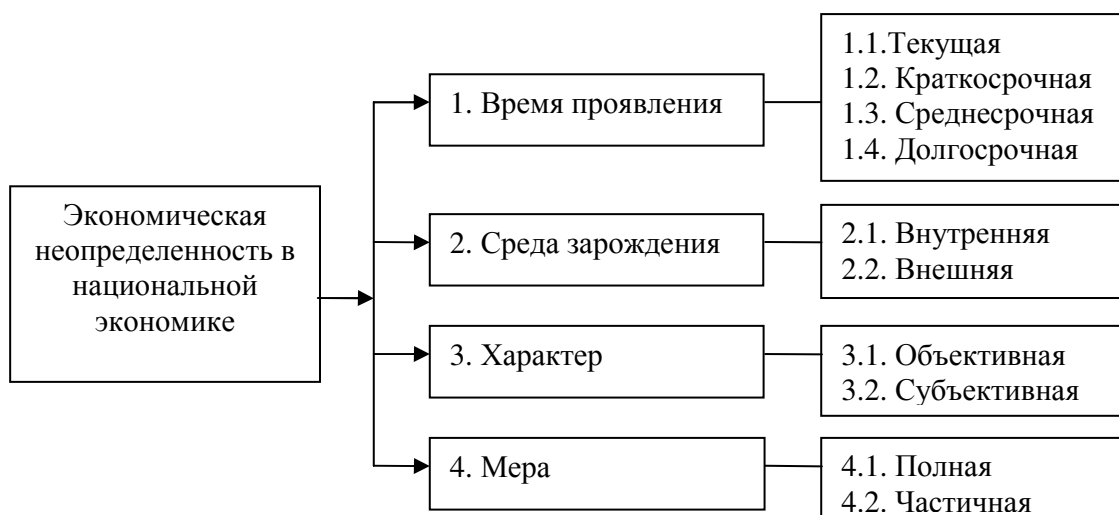 Экономическая
неопределенность в
национальной
экономике
1. Время проявления
1.1.Текущая
1.2. Краткосрочная
1.3. Среднесрочная
1.4. Долгосрочная
2. Среда зарождения
2.1. Внутренняя
2.2. Внешняя
3. Характер
3.1. Объективная
3.2. Субъективная
4. Мера
4.1. Полная
4.2. Частичная